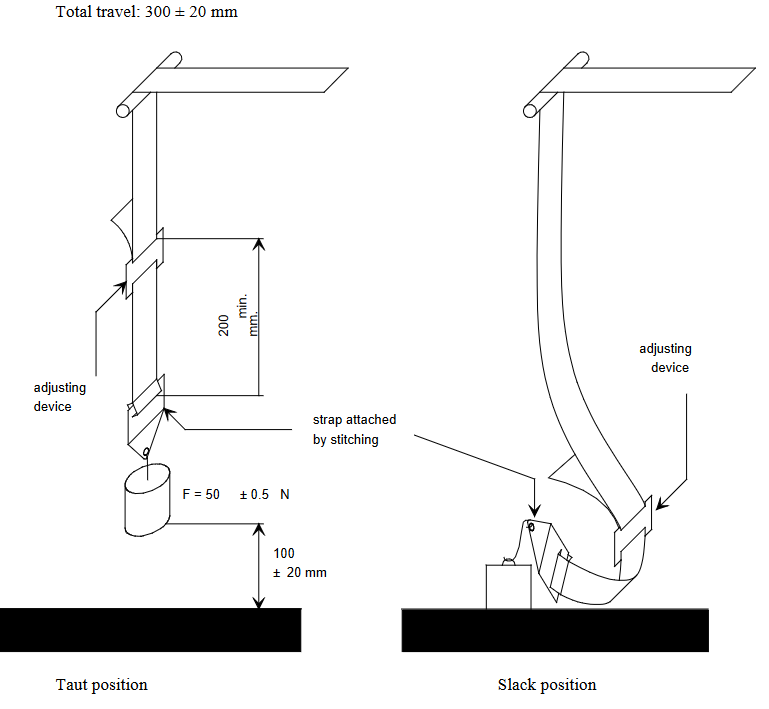 Total travel: 300 ± 20 mm
200 min. mm.
adjusting
device
adjusting
device
strap attached
by stitching
F = 50 ± 0.5 N
100
± 20 mm
Taut position
Slack position